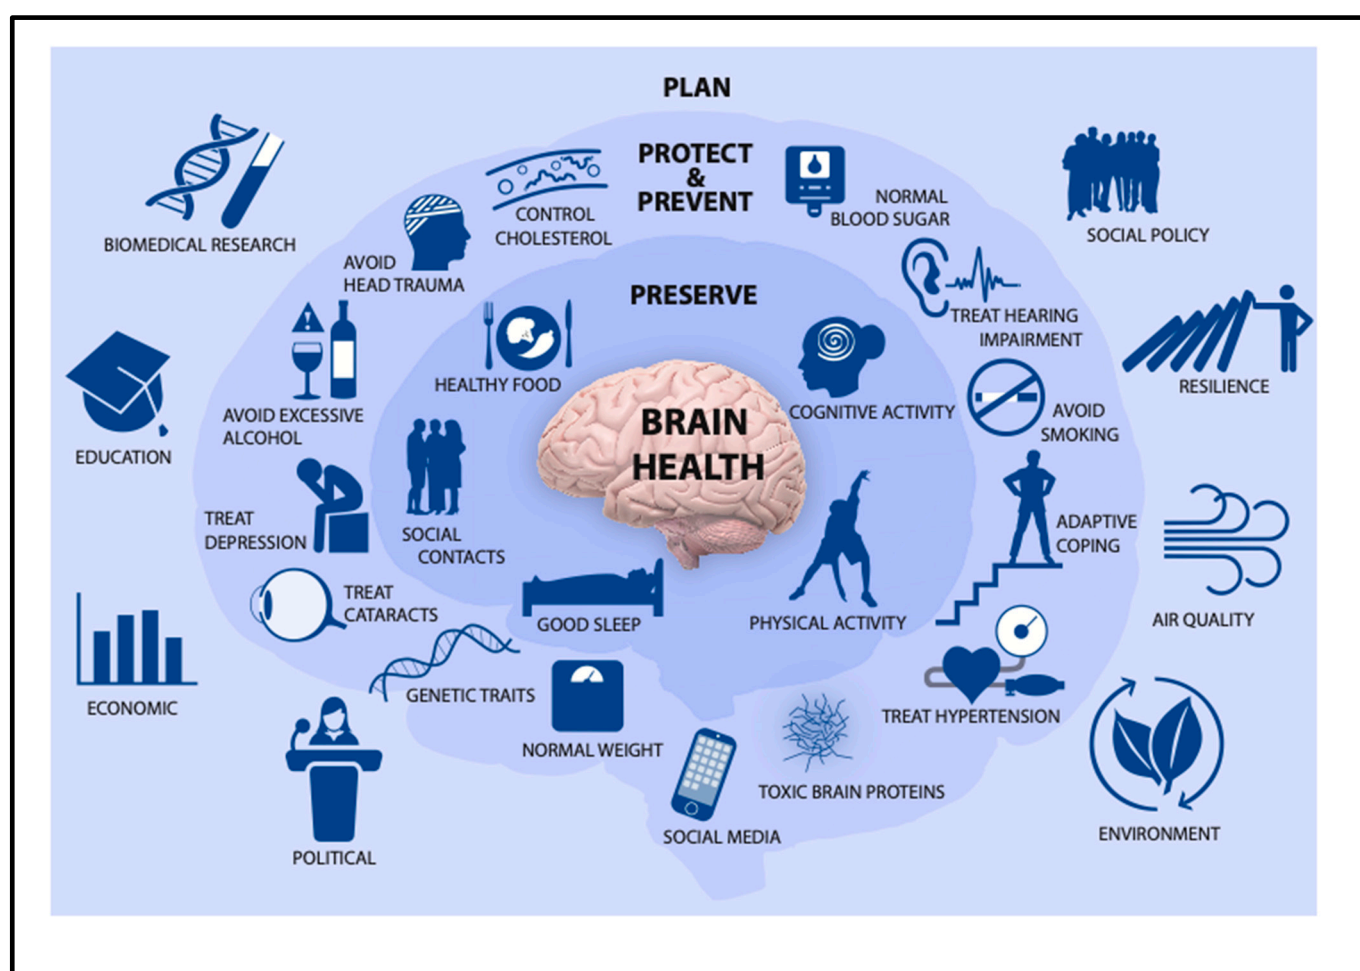 PLAN
PROTECT
&
PREVENT
PRESERVE
BRAIN
HEALTH
BIOMEDICAL RESEARCH
CONTROL
CHOLESTEROL
NORMAL
BLOOD SUGAR
SOCIAL POLICY
AVOID
HEAD TRAUMA
TREAT HEARING
IMPAIRMENT
RESILIENCE
HEALTHY FOOD
COGNITIVE ACTIVITY
AVOID EXCESSIVE
ALCOHOL
AVOID
SMOKING
EDUCATION
TREAT
DEPRESSION
SOCIAL
CONTACTS
ADAPTIVE
COPING
TREAT
CATARACTS
GOOD SLEEP
PHYSICAL ACTIVITY
AIR QUALITY
ECONOMIC
GENETIC TRAITS
NORMAL WEIGHT
TREAT HYPERTENSION
TOXIC BRAIN PROTEINS
SOCIAL MEDIA
ENVIRONMENT
POLITICAL